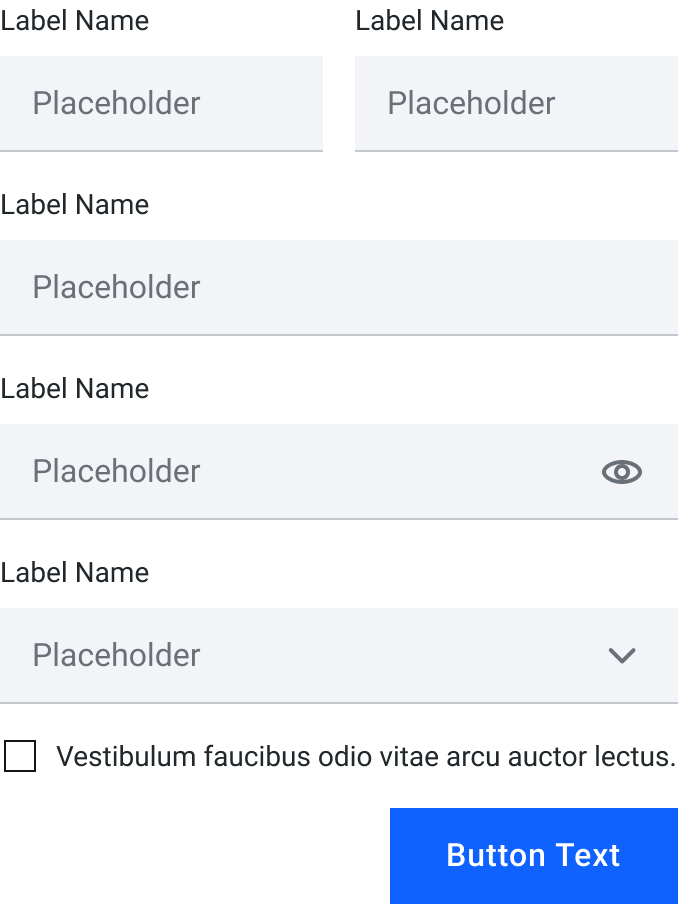 Label Name
Label Name
Placeholder
Placeholder
Label Name
Placeholder
Label Name
Placeholder
Label Name
Placeholder
Vestibulum faucibus odio vitae arcu auctor lectus.
Button Text